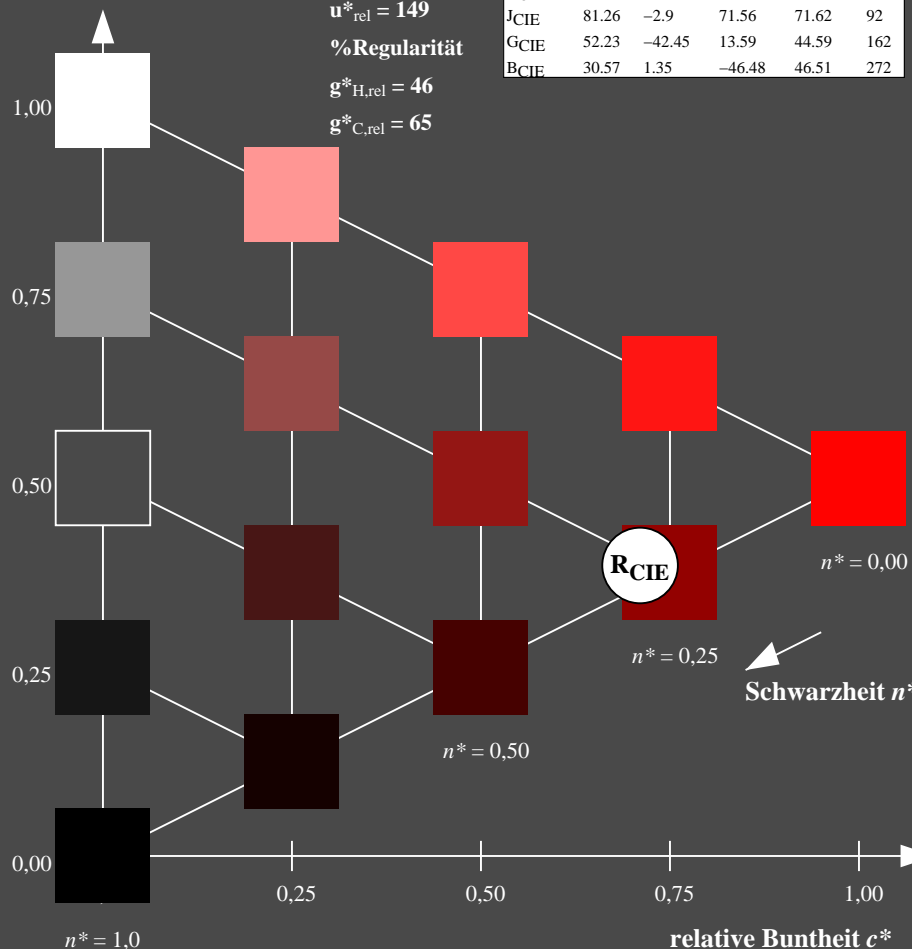 u*rel = 149
%Regularität
g*H,rel = 46
g*C,rel = 65
JCIE 81.26 −2.9 71.56 71.62 92
GCIE 52.23 −42.45 13.59 44.59 162
BCIE 30.57 1.35 −46.48 46.51 272
1,00
0,75
0,50
0,25
0,00
RCIE
n* = 0,00
n* = 0,25
Schwarzheit n*
n* = 0,50
0,25 0,50 0,75 1,00
n* = 1,0
relative Buntheit c*